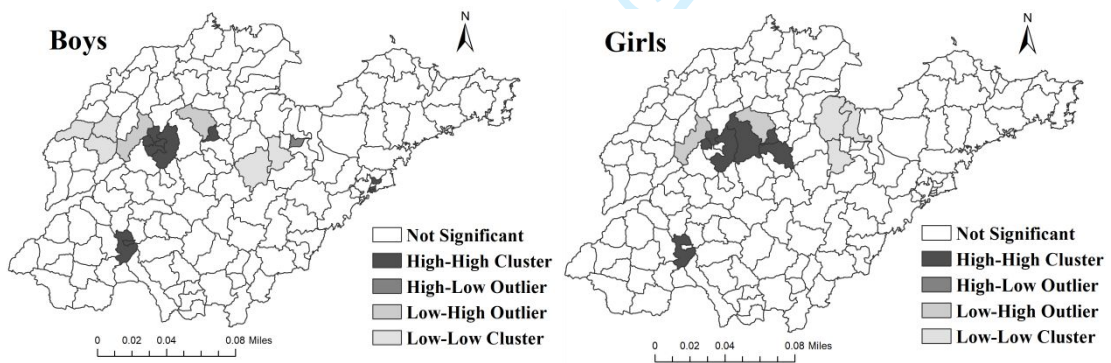 Boys
N
Not Significant
High-High Cluster
High-Low Outlier
Low-High Outlier
Low-Low Cluster
0 0.02 0.04 0.08 Miles
Girls
N
Not Significant
High-High Cluster
High-Low Outlier
Low-High Outlier
Low-Low Cluster
0 0.02 0.04 0.08 Miles